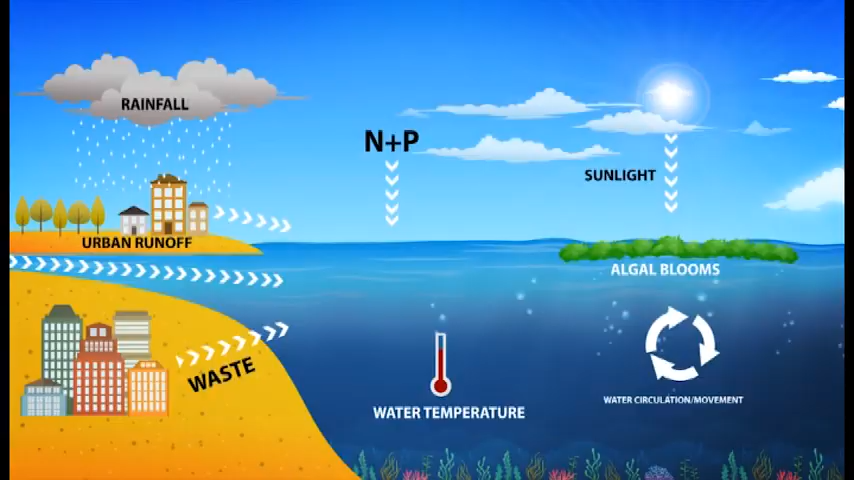 RAINFALL
N+P
SUNLIGHT
URBAN RUNOFF
ALGAL BLOOMS
WASTE
WATER TEMPERATURE
WATER CIRCULATION/MOVEMENT